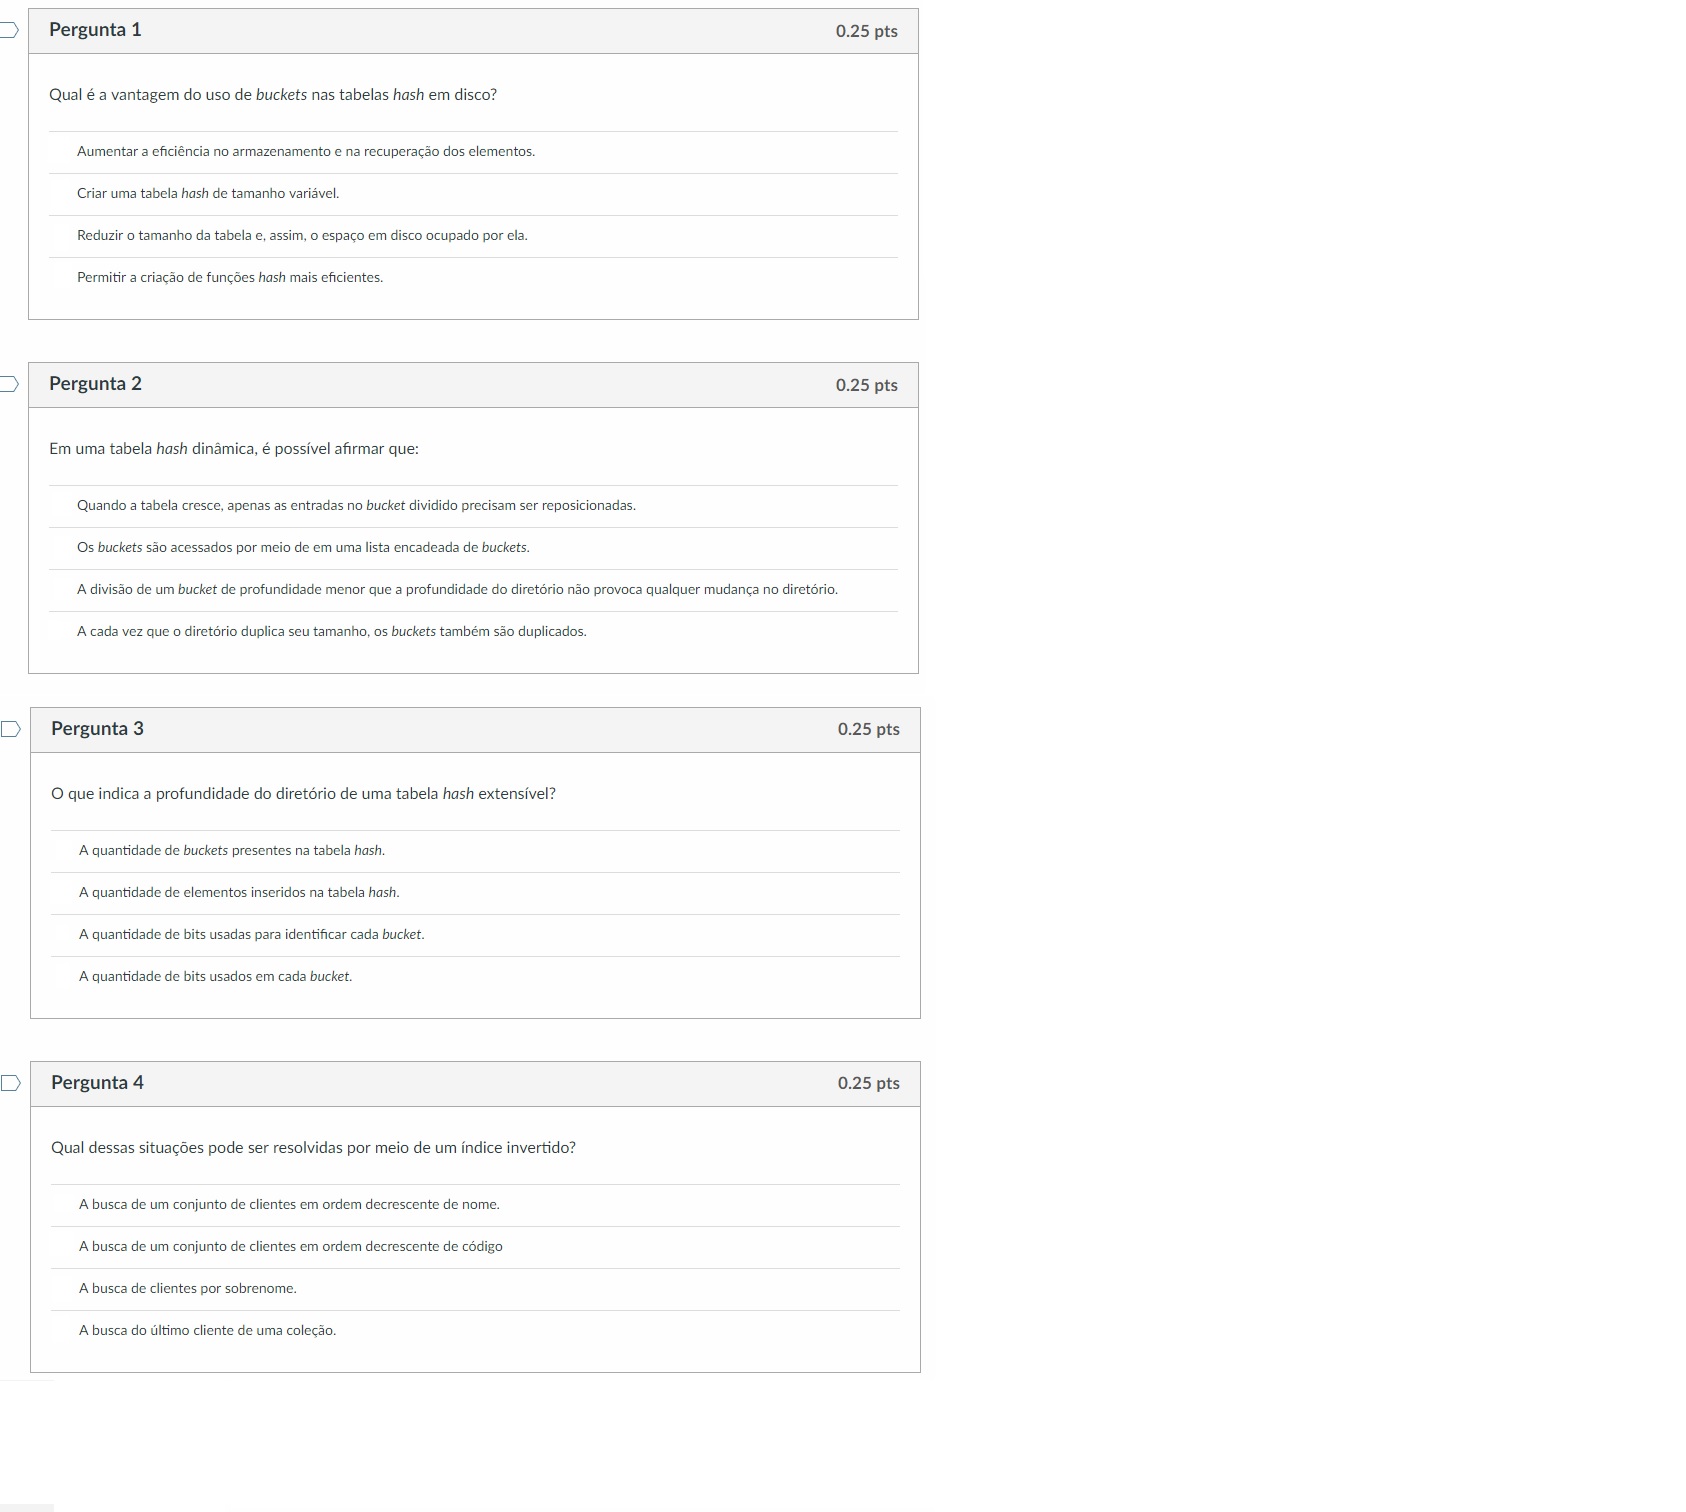 Pergunta 1
0.25 pts
Qual é a vantagem do uso de buckets nas tabelas hash em disco?
Aumentar a eficiência no armazenamento e na recuperação dos elementos.
Criar uma tabela hash de tamanho variável.
Reduzir o tamanho da tabela e, assim, o espaço em disco ocupado por ela.
Permitir a criação de funções hash mais eficientes.
Pergunta 2
0.25 pts
Em uma tabela hash dinâmica, é possível afirmar que:
Quando a tabela cresce, apenas as entradas no bucket dividido precisam ser reposicionadas.
Os buckets são acessados por meio de em uma lista encadeada de buckets.
A divisão de um bucket de profundidade menor que a profundidade do diretório não provoca qualquer mudança no diretório.
A cada vez que o diretório duplica seu tamanho, os buckets também são duplicados.
Pergunta 3
0.25 pts
O que indica a profundidade do diretório de uma tabela hash extensível?
A quantidade de buckets presentes na tabela hash.
A quantidade de elementos inseridos na tabela hash.
A quantidade de bits usadas para identificar cada bucket.
A quantidade de bits usados em cada bucket.
Pergunta 4
0.25 pts
Qual dessas situações pode ser resolvidas por meio de um índice invertido?
A busca de um conjunto de clientes em ordem decrescente de nome.
A busca de um conjunto de clientes em ordem decrescente de código
A busca de clientes por sobrenome.
A busca do último cliente de uma coleção.